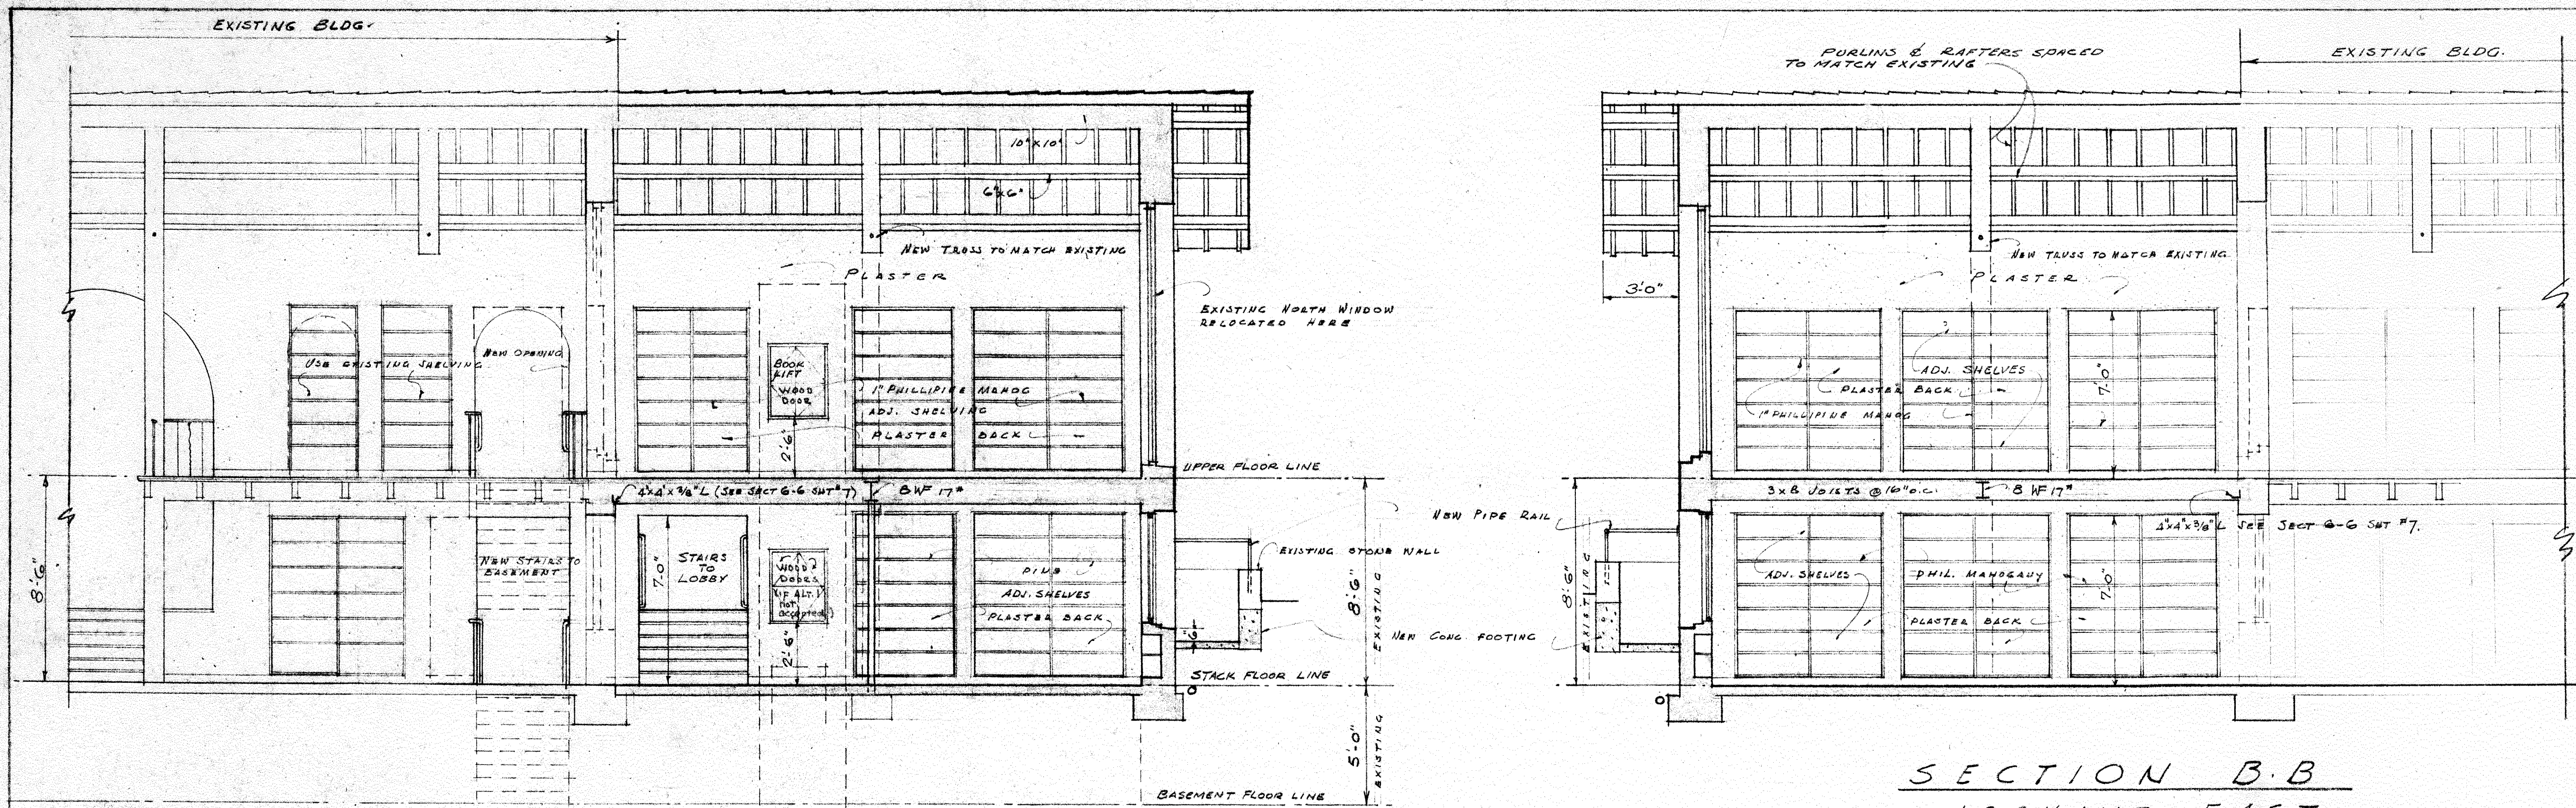 EXISTING BLDG.
PURLINS & RAFTERS SPACED
TO MATCH EXISTING
EXISTING BLDG.
10"x10"
6"x6"
NEW TRUSS TO MATCH EXISTING
PLASTER
EXISTING NORTH WINDOW
RELOCATED HERE
USE EXISTING SHELVING
NEW OPENING
BOOK
LIFT
WOOD
DOOR
1" PHILLIPINE MAHOG
ADJ. SHELVING
PLASTER BACK
2'-6"
UPPER FLOOR LINE
4"x4"x3/8" L (SEE SECT 6-6 SHT #7)
8 WF 17#
8'-6"
NEW STAIRS TO
BASEMENT
7'-0"
STAIRS
TO
LOBBY
WOOD
DOORS
(IF ALT. 1
not
accepted)
2'-6"
PINE
ADJ. SHELVES
PLASTER BACK
NEW PIPE RAIL
EXISTING STONE WALL
NEW CONC. FOOTING
6"
STACK FLOOR LINE
8'-6"
EXISTING
5'-0"
EXISTING
BASEMENT FLOOR LINE
NEW TRUSS TO MATCH EXISTING
PLASTER
3'-0"
ADJ. SHELVES
PLASTER BACK
1" PHILLIPINE MAHOG
7'-0"
3x8 JOISTS @ 16" O.C.
8 WF 17#
4"x4"x3/8" L SEE SECT 6-6 SHT #7.
8'-6"
EXISTING
ADJ. SHELVES
PHIL. MAHOGANY
PLASTER BACK
7'-0"
SECTION B.B